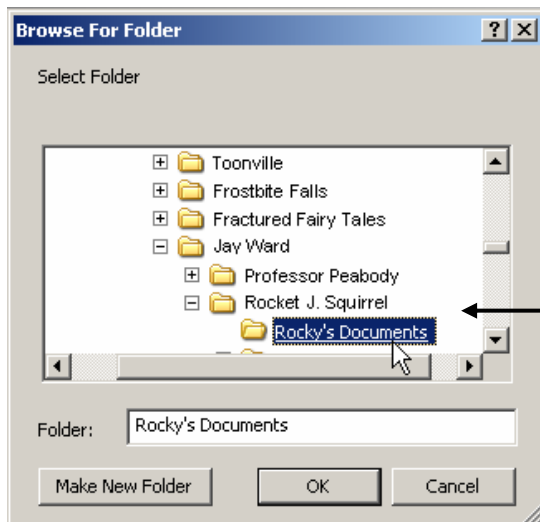 Browse For Folder
Select Folder
Toonville
Frostbite Falls
Fractured Fairy Tales
Jay Ward
Professor Peabody
Rocket J. Squirrel
Rocky's Documents
Folder: Rocky's Documents
Make New Folder OK Cancel